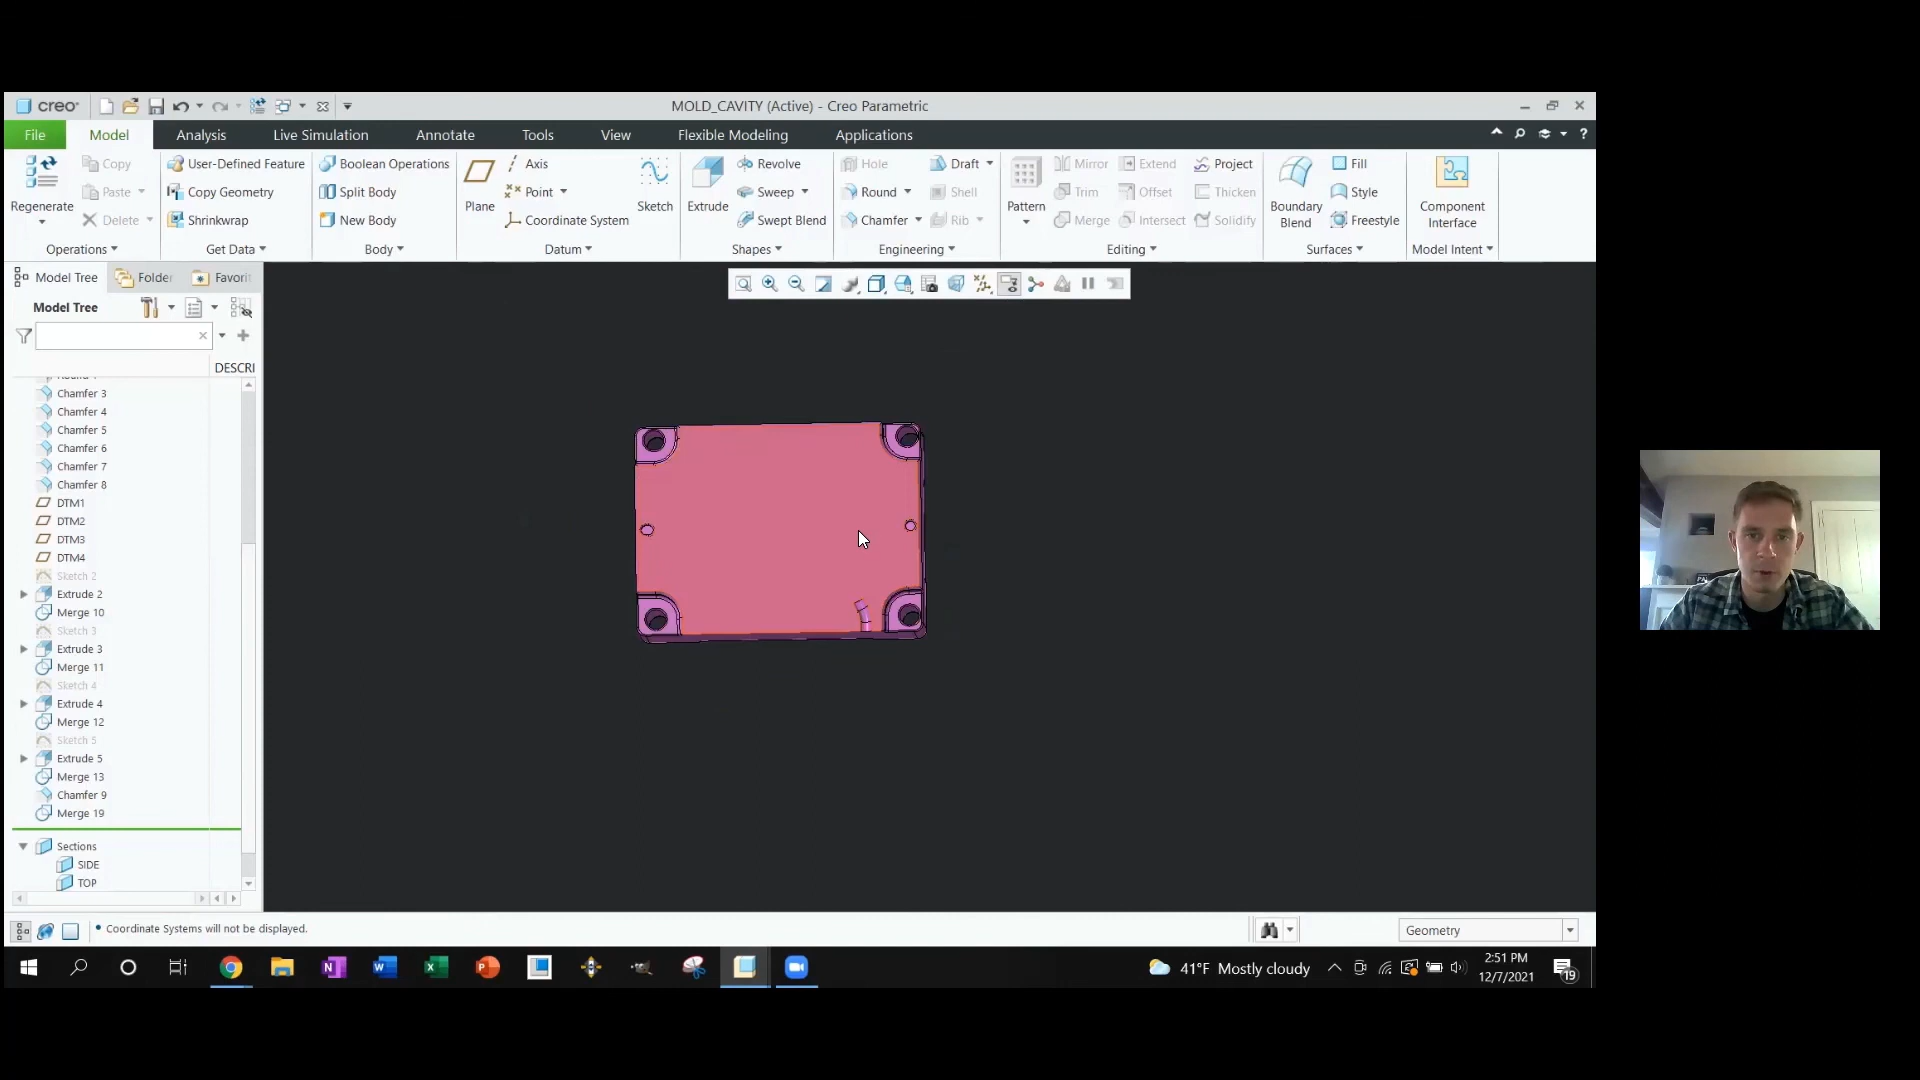 creo
MOLD_CAVITY (Active) - Creo Parametric
File Model Analysis Live Simulation Annotate Tools View Flexible Modeling Applications
Regenerate
Copy
Paste
Delete
Operations
User-Defined Feature
Copy Geometry
Shrinkwrap
Get Data
Boolean Operations
Split Body
New Body
Body
Plane
Axis
Point
Coordinate System
Sketch
Datum
Extrude
Revolve
Sweep
Swept Blend
Shapes
Hole
Round
Chamfer
Draft
Shell
Rib
Engineering
Pattern
Mirror
Trim
Merge
Extend
Offset
Intersect
Project
Thicken
Solidify
Editing
Boundary
Blend
Fill
Style
Freestyle
Surfaces
Component
Interface
Model Intent
Model Tree Folder Favorit
Model Tree
DESCRI
Chamfer 3
Chamfer 4
Chamfer 5
Chamfer 6
Chamfer 7
Chamfer 8
DTM1
DTM2
DTM3
DTM4
Sketch 2
Extrude 2
Merge 10
Sketch 3
Extrude 3
Merge 11
Sketch 4
Extrude 4
Merge 12
Sketch 5
Extrude 5
Merge 13
Chamfer 9
Merge 19
Sections
SIDE
TOP
• Coordinate Systems will not be displayed.
Geometry
41°F Mostly cloudy
2:51 PM
12/7/2021
19